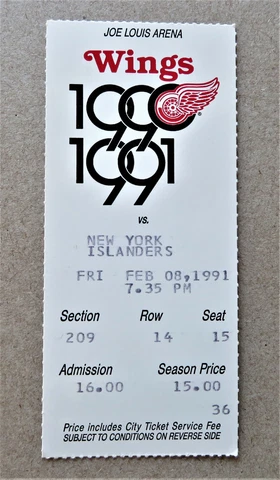 JOE LOUIS ARENA
Wings
1990
1991
vs.
NEW YORK
ISLANDERS
FRI FEB 08,1991
7.35 PM
Section Row Seat
209 14 15
Admission Season Price
16.00 15.00
36
Price includes City Ticket Service Fee
SUBJECT TO CONDITIONS ON REVERSE SIDE